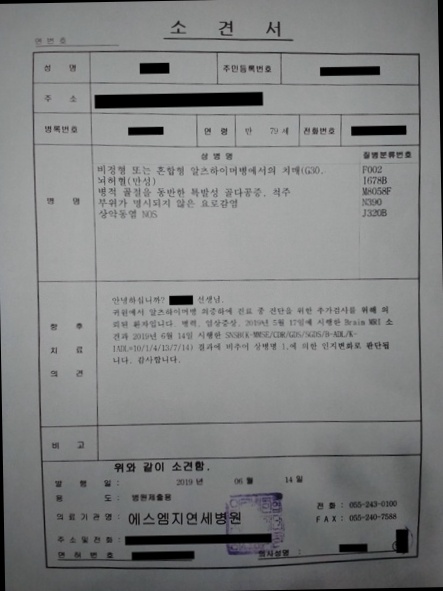 소 견 서
연번호
성 명
주민등록번호
주 소
병록번호
연 령 만 79 세 전화번호
상 병 명 질병분류번호
비정형 또는 혼합형 알츠하이머병에서의 치매(G30. F002
뇌허혈(만성) I678B
병적 골절을 동반한 특발성 골다공증, 척주 M8058F
병 명
부위가 명시되지 않은 요로감염 N390
상악동염 NOS J320B
안녕하십니까? 선생님.
귀원에서 알츠하이머병 의증하에 진료 중 진단을 위한 추가검사를 위해 의
뢰된 환자입니다. 병력, 임상증상, 2019년 5월 17일에 시행한 Brain MRI 소
견과 2019년 6월 14일 시행한 SNSB(K-MMSE/CDR/GDS/SGDS/B-ADL/K-
IADL=10/1/4/13/7/14) 결과에 비추어 상병명 1.에 의한 인지변화로 판단됩
니다. 감사합니다.
향 후
치 료
의 견
비 고
위와 같이 소견함.
발 행 일 : 2019 년 06 월 14 일
용 도 : 병원제출용
의료기관명 : 에스엠지연세병원
전 화 : 055-243-0100
FAX : 055-240-7588
주소및전화 :
면 허 번 호 :
의사성명 :